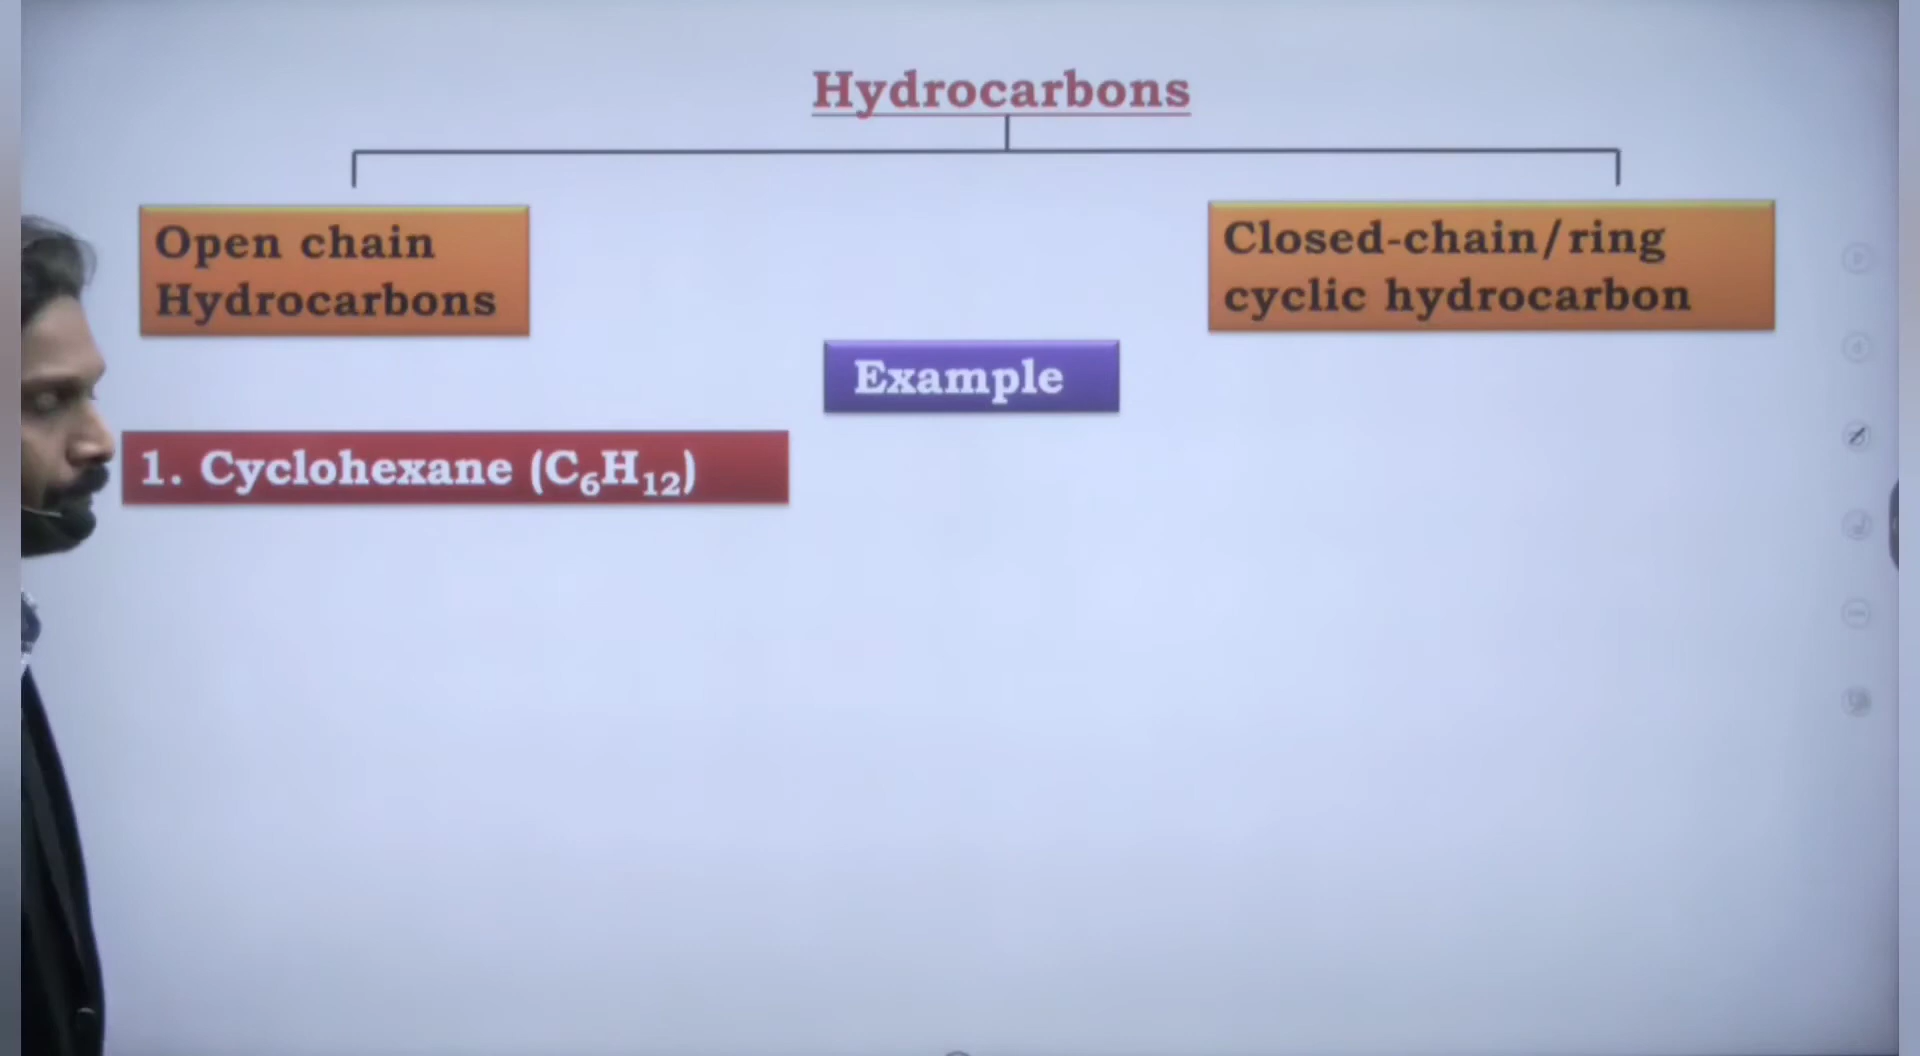 Hydrocarbons
Open chain
Hydrocarbons
Closed-chain/ring
cyclic hydrocarbon
Example
1. Cyclohexane (C₆H₁₂)